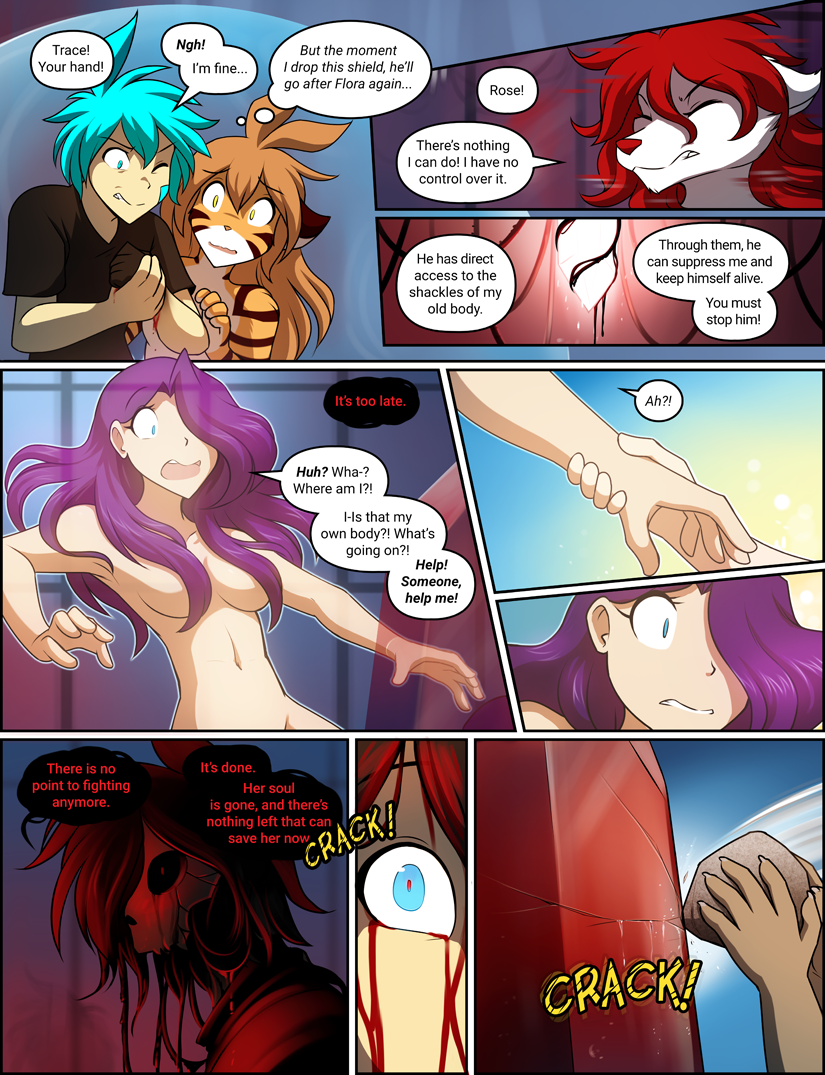 Trace!
Your hand!
Ngh!
I'm fine...
But the moment
I drop this shield, he'll
go after Flora again...
Rose!
There's nothing
I can do! I have no
control over it.
He has direct
access to the
shackles of my
old body.
Through them, he
can suppress me and
keep himself alive.
You must
stop him!
It's too late.
Huh? Wha-?
Where am I?!
I-Is that my
own body?! What's
going on?!
Help!
Someone,
help me!
Ah?!
There is no
point to fighting
anymore.
It's done.
Her soul
is gone, and there's
nothing left that can
save her now.
CRACK!
CRACK!